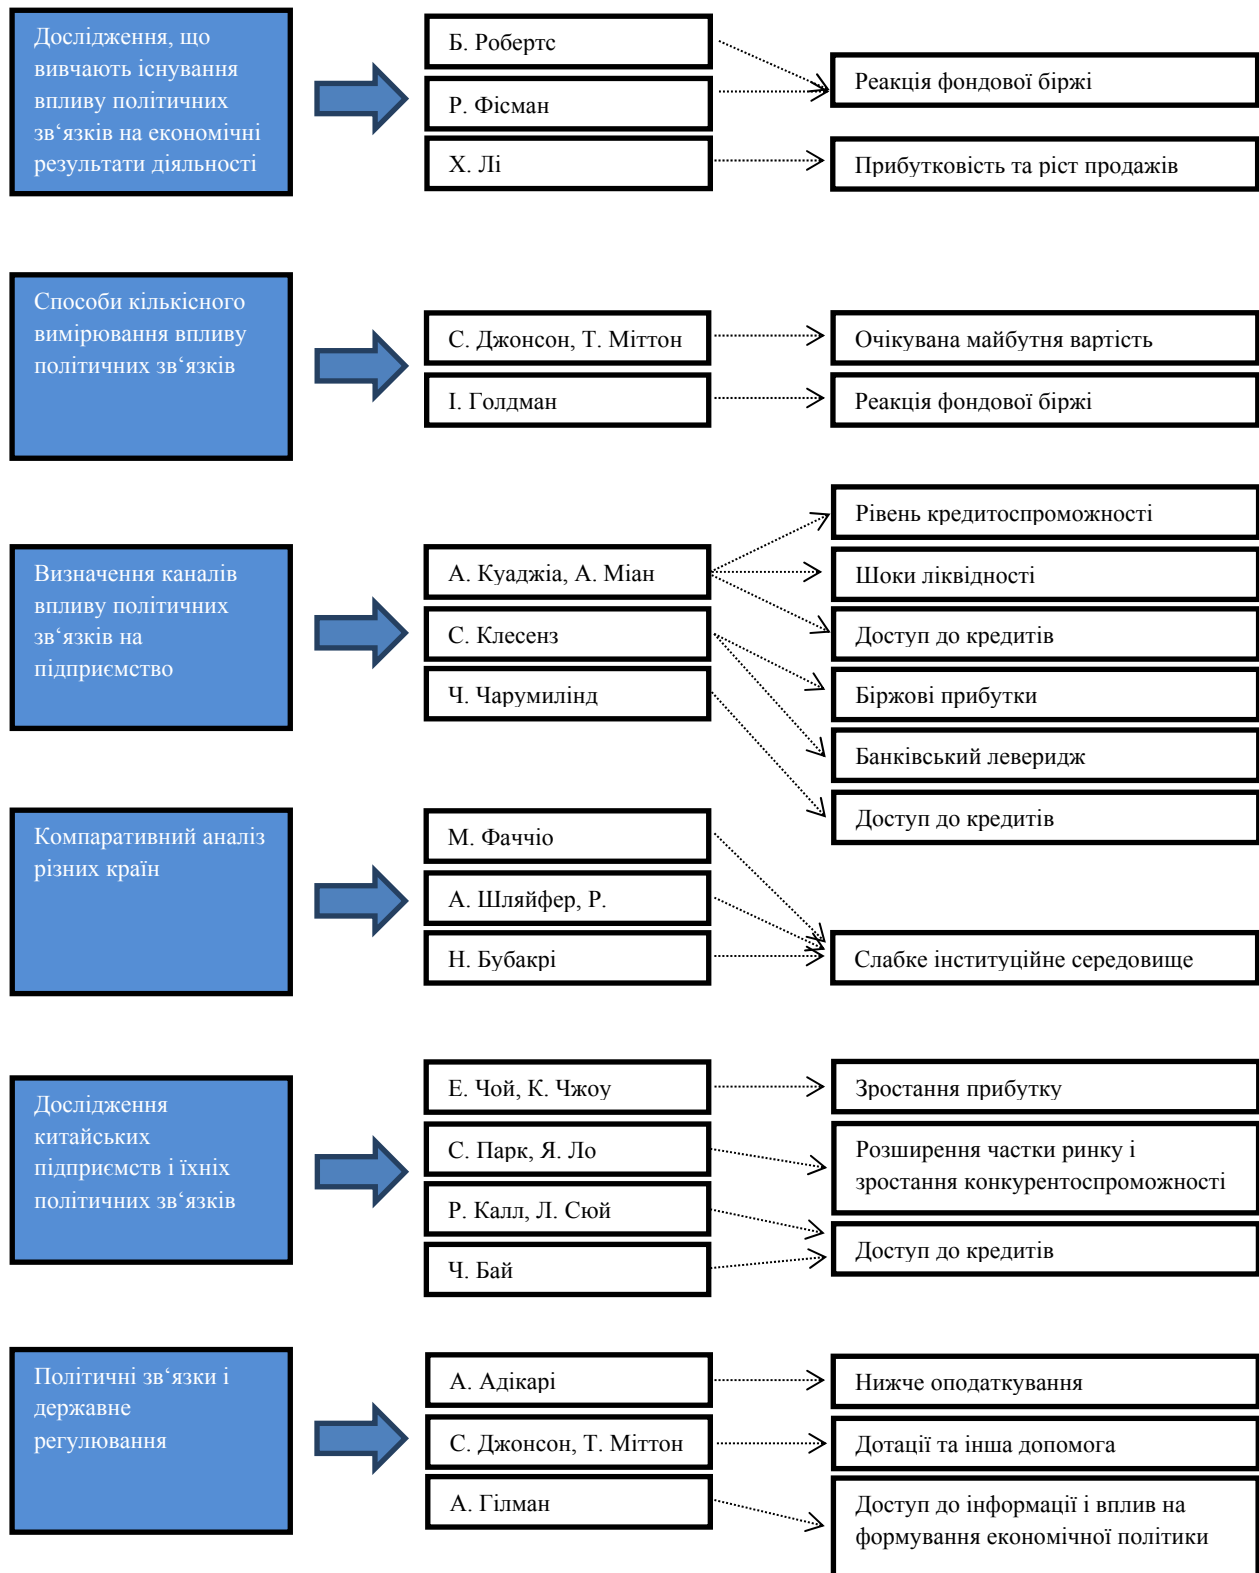 Дослідження, що
вивчають існування
впливу політичних
зв‘язків на економічні
результати діяльності
Б. Робертс
Р. Фісман
Х. Лі
Реакція фондової біржі
Прибутковість та ріст продажів
Способи кількісного
вимірювання впливу
політичних зв‘язків
С. Джонсон, Т. Міттон
І. Голдман
Очікувана майбутня вартість
Реакція фондової біржі
Визначення каналів
впливу політичних
зв‘язків на
підприємство
А. Куаджіа, А. Міан
С. Клесенз
Ч. Чарумилінд
Рівень кредитоспроможності
Шоки ліквідності
Доступ до кредитів
Біржові прибутки
Банківський леверидж
Доступ до кредитів
Компаративний аналіз
різних країн
М. Фаччіо
А. Шляйфер, Р.
Н. Бубакрі
Слабке інституційне середовище
Дослідження
китайських
підприємств і їхніх
політичних зв‘язків
Е. Чой, К. Чжоу
С. Парк, Я. Ло
Р. Калл, Л. Сюй
Ч. Бай
Зростання прибутку
Розширення частки ринку і
зростання конкурентоспроможності
Доступ до кредитів
Політичні зв‘язки і
державне
регулювання
А. Адікарі
С. Джонсон, Т. Міттон
А. Гілман
Нижче оподаткування
Дотації та інша допомога
Доступ до інформації і вплив на
формування економічної політики